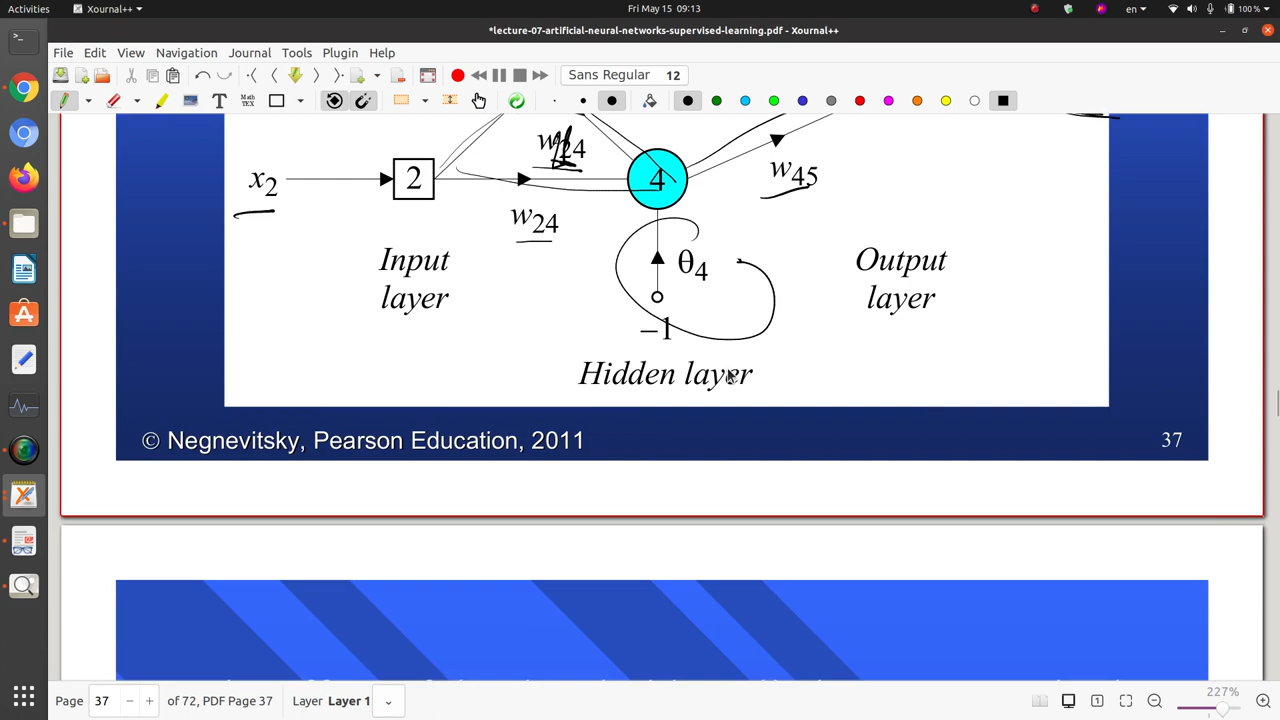 Activities Xournal++ Fri May 15 09:13 en 100 %
*lecture-07-artificial-neural-networks-supervised-learning.pdf - Xournal++
File Edit View Navigation Journal Tools Plugin Help
Sans Regular 12
x2 2 4 w45
w24
θ4
Input layer
Output layer
–1
Hidden layer
© Negnevitsky, Pearson Education, 2011 37
Page 37 of 72, PDF Page 37 Layer Layer 1 227%